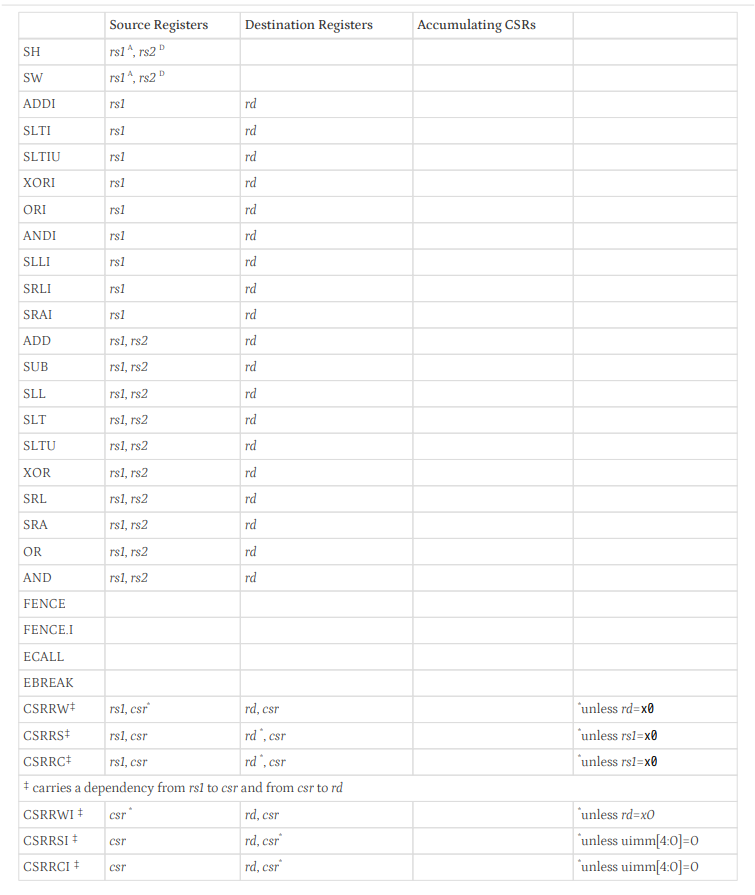 Source Registers Destination Registers Accumulating CSRs
SH rs1 A, rs2 D
SW rs1 A, rs2 D
ADDI rs1 rd
SLTI rs1 rd
SLTIU rs1 rd
XORI rs1 rd
ORI rs1 rd
ANDI rs1 rd
SLLI rs1 rd
SRLI rs1 rd
SRAI rs1 rd
ADD rs1, rs2 rd
SUB rs1, rs2 rd
SLL rs1, rs2 rd
SLT rs1, rs2 rd
SLTU rs1, rs2 rd
XOR rs1, rs2 rd
SRL rs1, rs2 rd
SRA rs1, rs2 rd
OR rs1, rs2 rd
AND rs1, rs2 rd
FENCE
FENCE.I
ECALL
EBREAK
CSRRW‡ rs1, csr* rd, csr *unless rd=x0
CSRRS‡ rs1, csr rd *, csr *unless rs1=x0
CSRRC‡ rs1, csr rd *, csr *unless rs1=x0
‡ carries a dependency from rs1 to csr and from csr to rd
CSRRWI ‡ csr * rd, csr *unless rd=x0
CSRRSI ‡ csr rd, csr* *unless uimm[4:0]=0
CSRRCI ‡ csr rd, csr* *unless uimm[4:0]=0